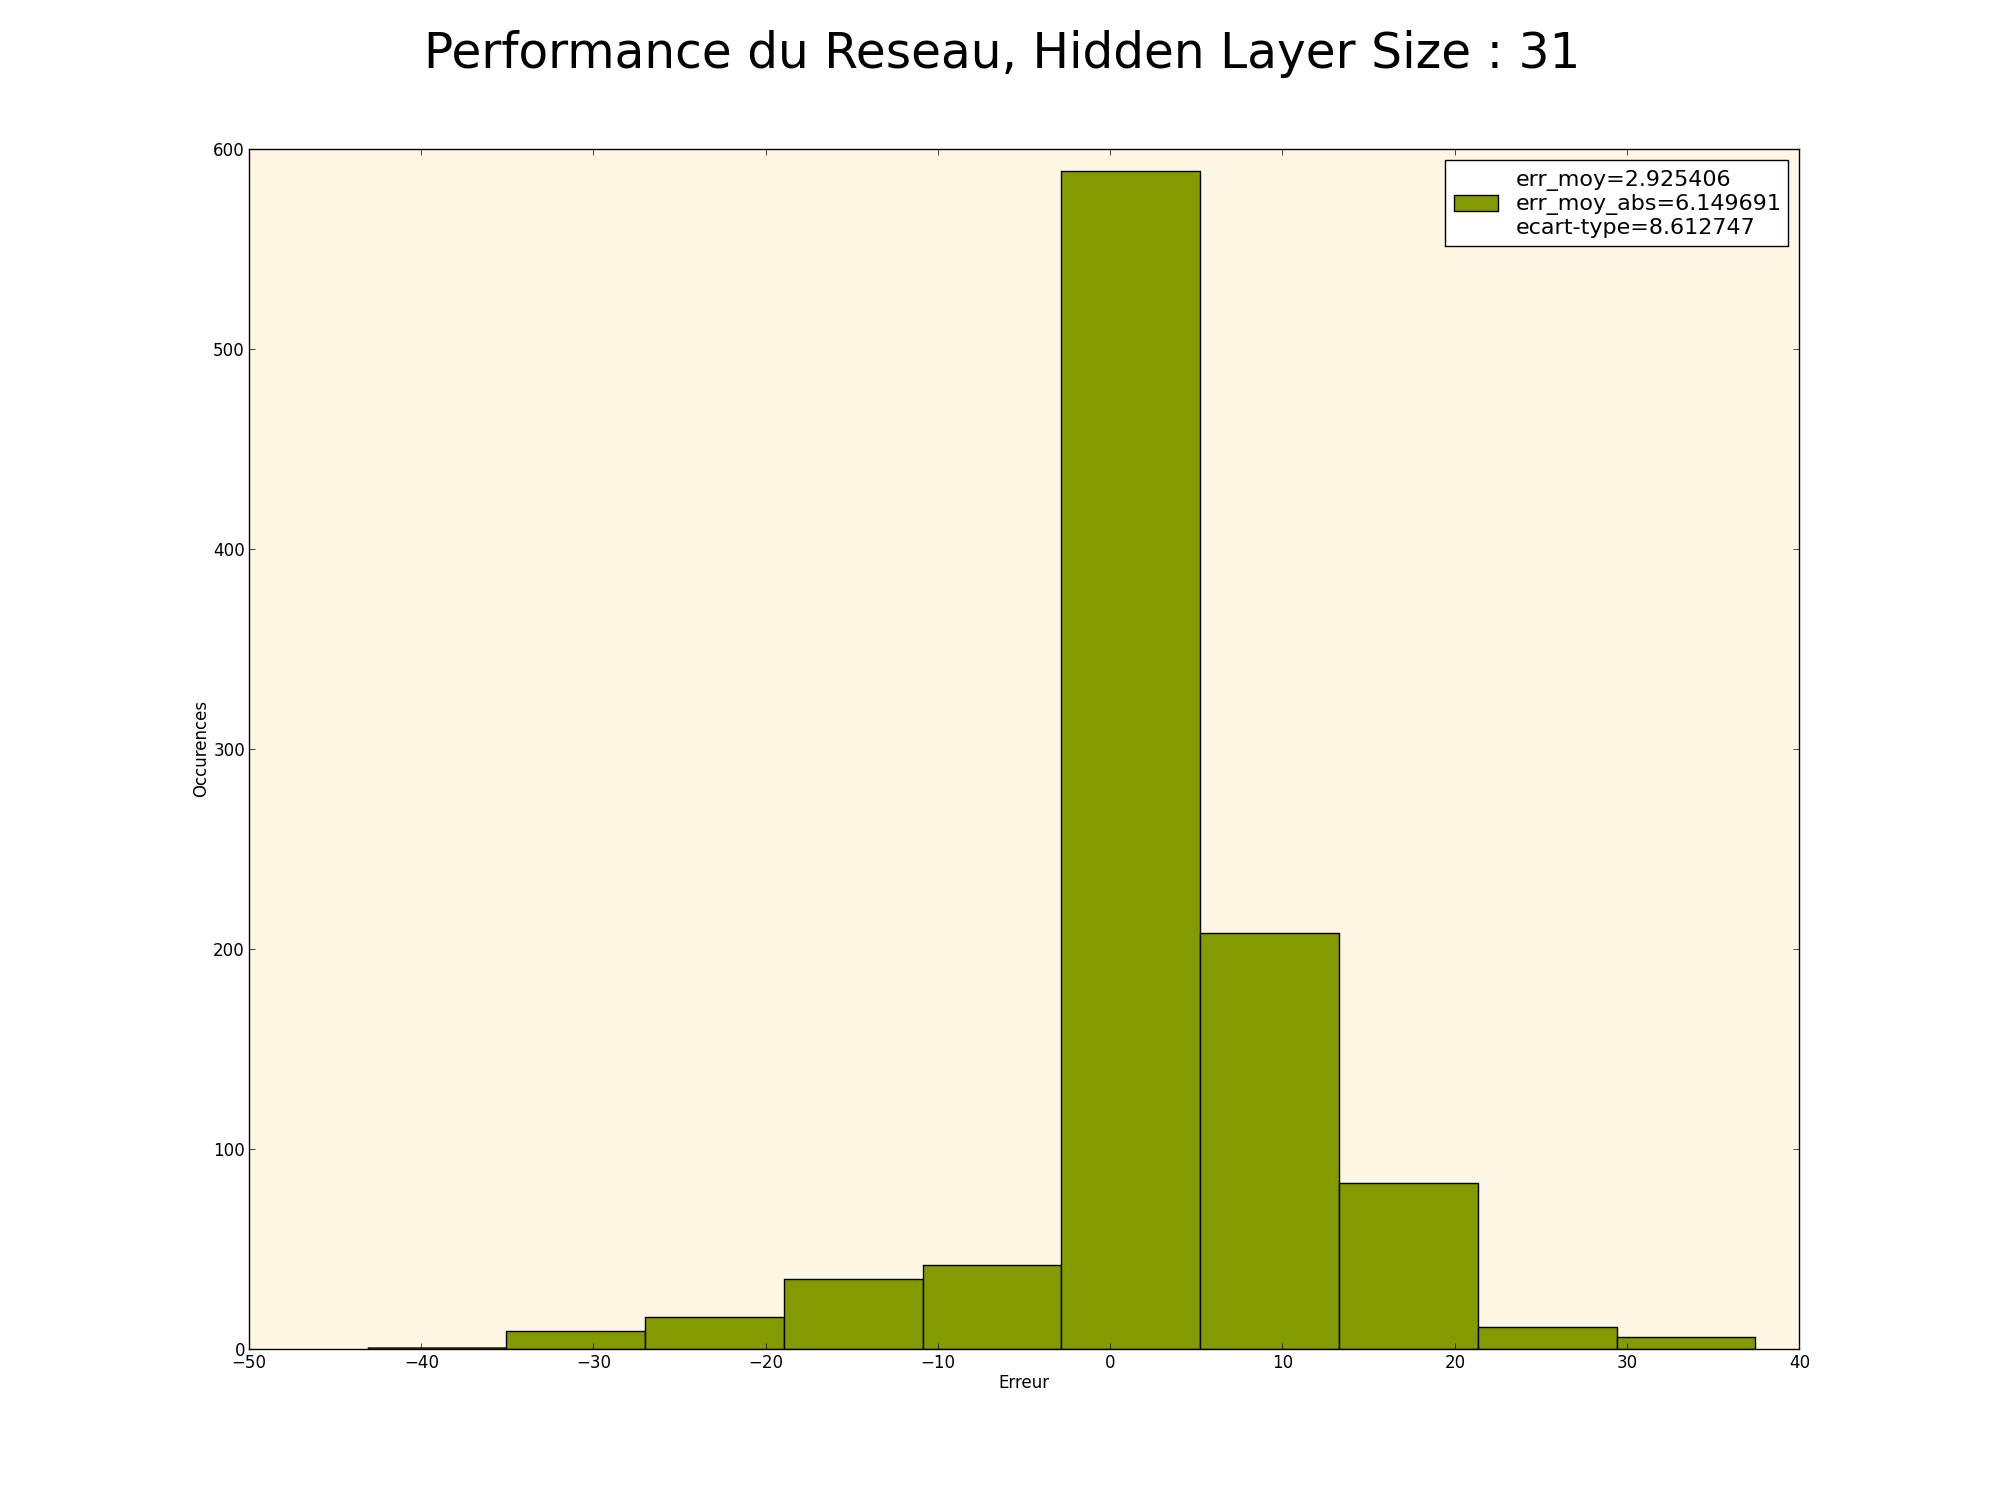 Performance du Reseau, Hidden Layer Size : 31
600
500
400
300
200
100
0
Occurences
err_moy=2.925406
err_moy_abs=6.149691
ecart-type=8.612747
−50 −40 −30 −20 −10 0 10 20 30 40
Erreur